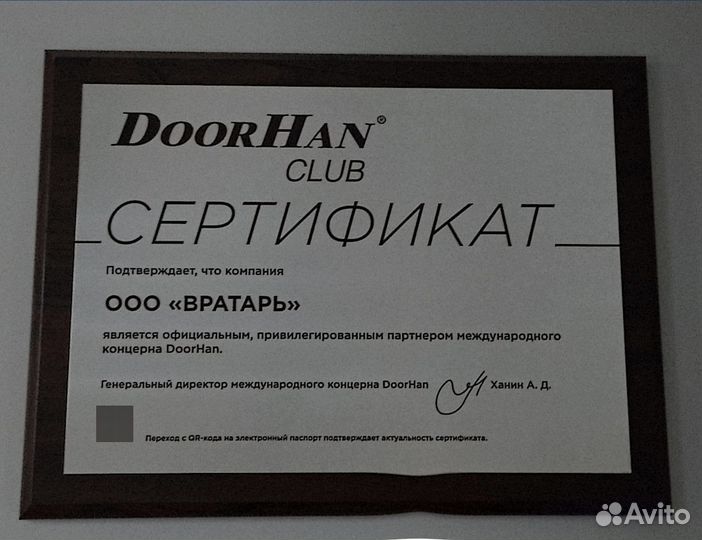 DOORHAN®
CLUB
СЕРТИФИКАТ
Подтверждает, что компания
ООО «ВРАТАРЬ»
является официальным, привилегированным партнером международного
концерна DoorHan.
Генеральный директор международного концерна DoorHan Ханин А. Д.
Переход с QR-кода на электронный паспорт подтверждает актуальность сертификата.
Avito